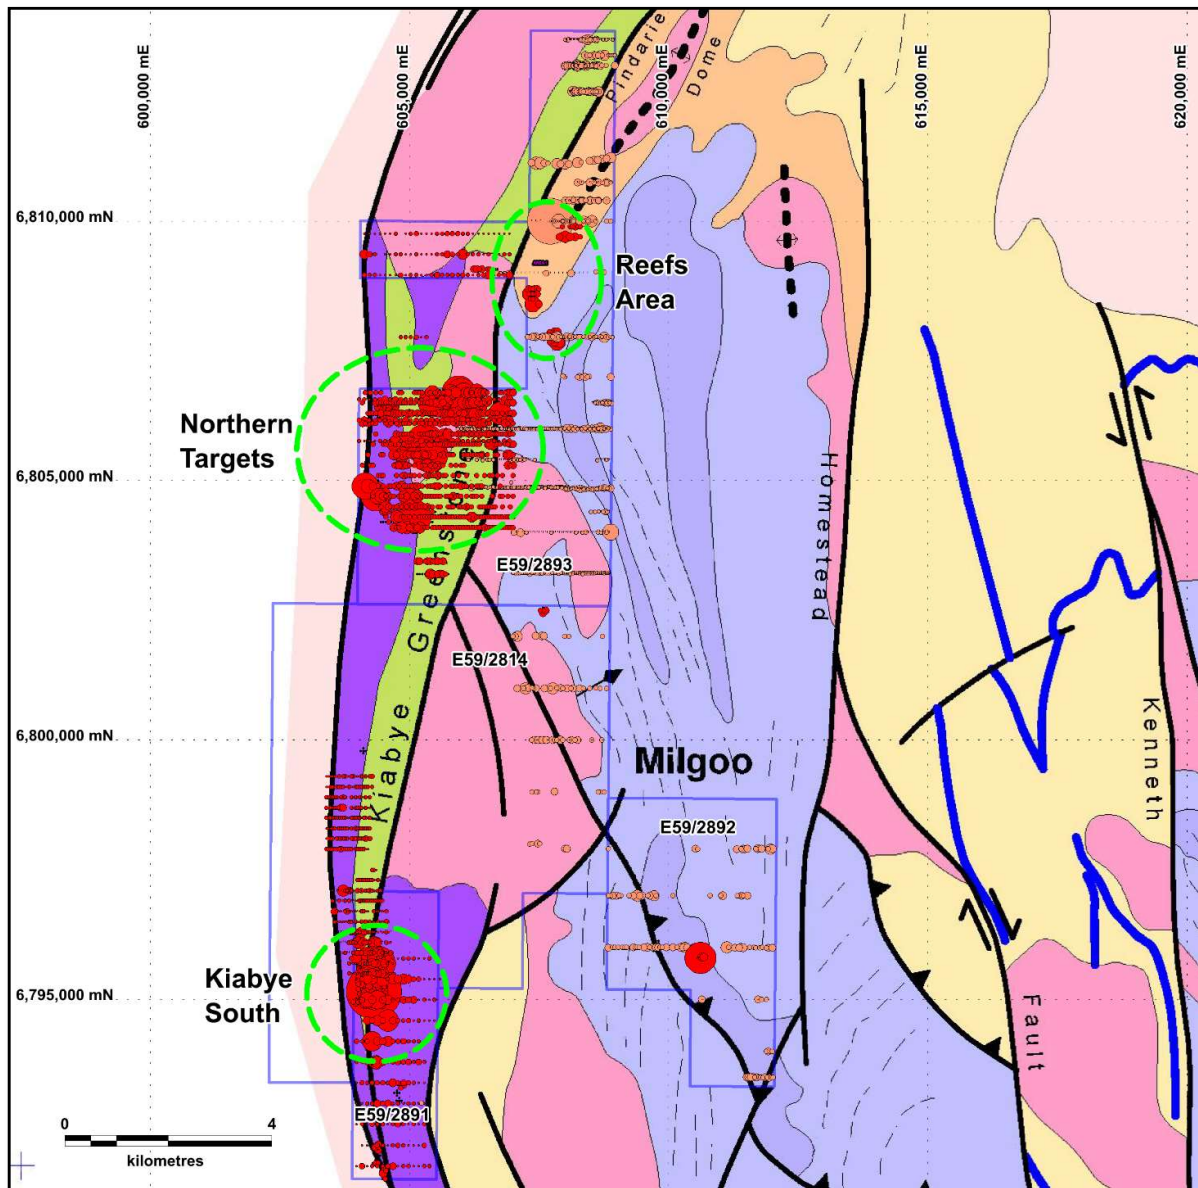 600,000 mE
605,000 mE
610,000 mE
615,000 mE
620,000 mE
Pindarie
Dome
6,810,000 mN
Reefs
Area
Northern
Targets
6,805,000 mN
E59/2893
Homestead
E59/2814
Kiabye Greenstone
6,800,000 mN
Milgoo
Kenneth
E59/2892
Kiabye
South
6,795,000 mN
Fault
E59/2891
0 4
kilometres